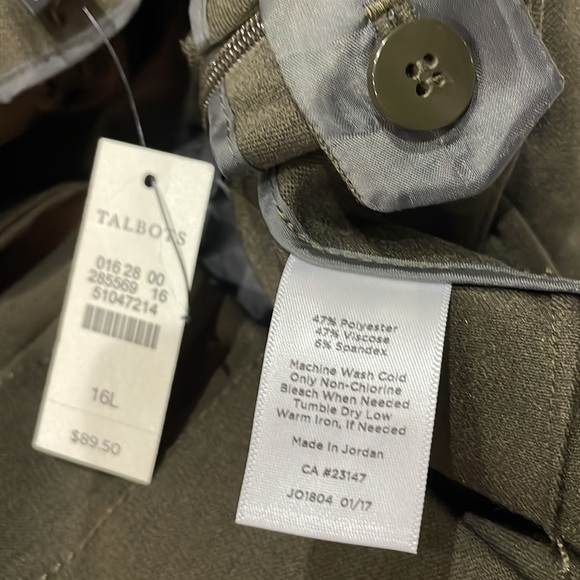 TALBOTS
016 28 00
285569 16
51047214
16L
$89.50
47% Polyester
47% Viscose
6% Spandex
Machine Wash Cold
Only Non-Chlorine
Bleach When Needed
Tumble Dry Low
Warm Iron, If Needed
Made in Jordan
CA #23147
JO1804 01/17